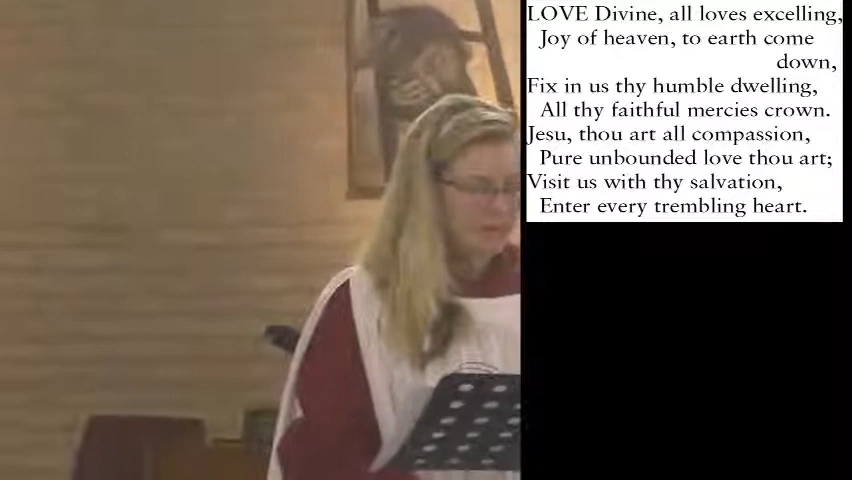 LOVE Divine, all loves excelling,
Joy of heaven, to earth come
down,
Fix in us thy humble dwelling,
All thy faithful mercies crown.
Jesu, thou art all compassion,
Pure unbounded love thou art;
Visit us with thy salvation,
Enter every trembling heart.